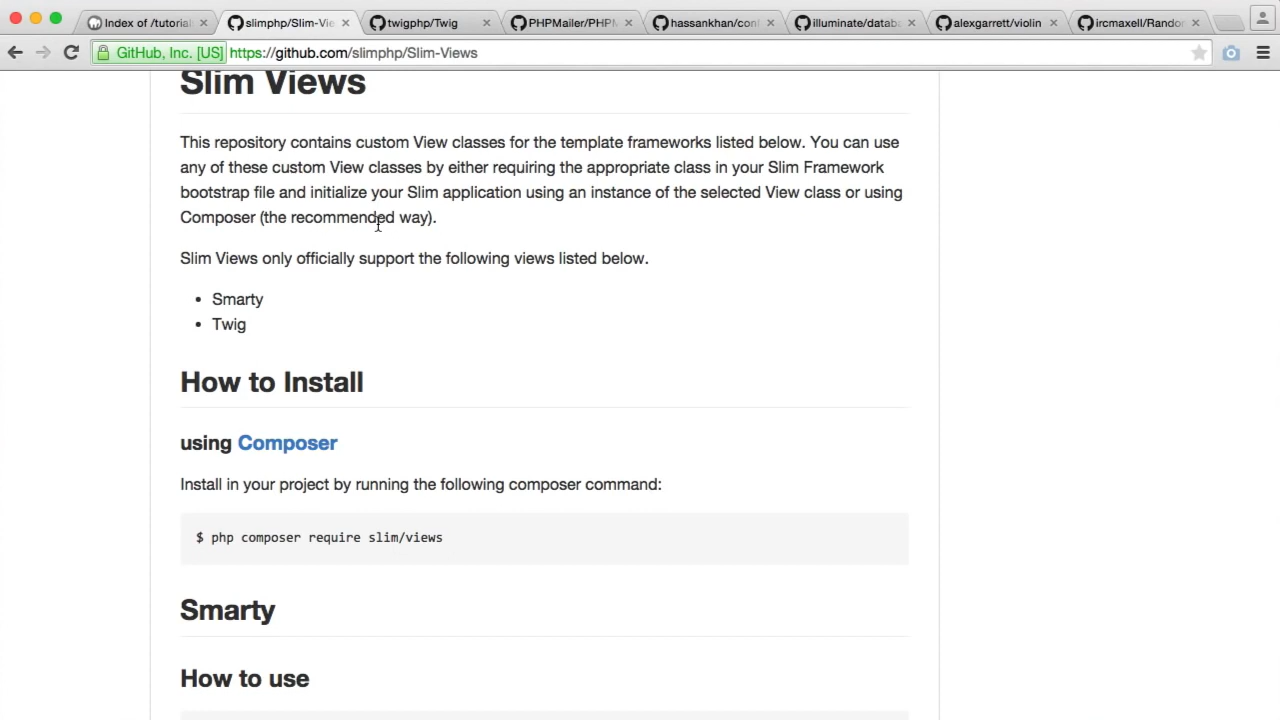 Index of /tutorial
slimphp/Slim-Vie
twigphp/Twig
PHPMailer/PHPM
hassankhan/conf
illuminate/databa
alexgarrett/violin
ircmaxell/Random
GitHub, Inc. [US] https://github.com/slimphp/Slim-Views
Slim Views
This repository contains custom View classes for the template frameworks listed below. You can use
any of these custom View classes by either requiring the appropriate class in your Slim Framework
bootstrap file and initialize your Slim application using an instance of the selected View class or using
Composer (the recommended way).
Slim Views only officially support the following views listed below.
• Smarty
• Twig
How to Install
using Composer
Install in your project by running the following composer command:
$ php composer require slim/views
Smarty
How to use